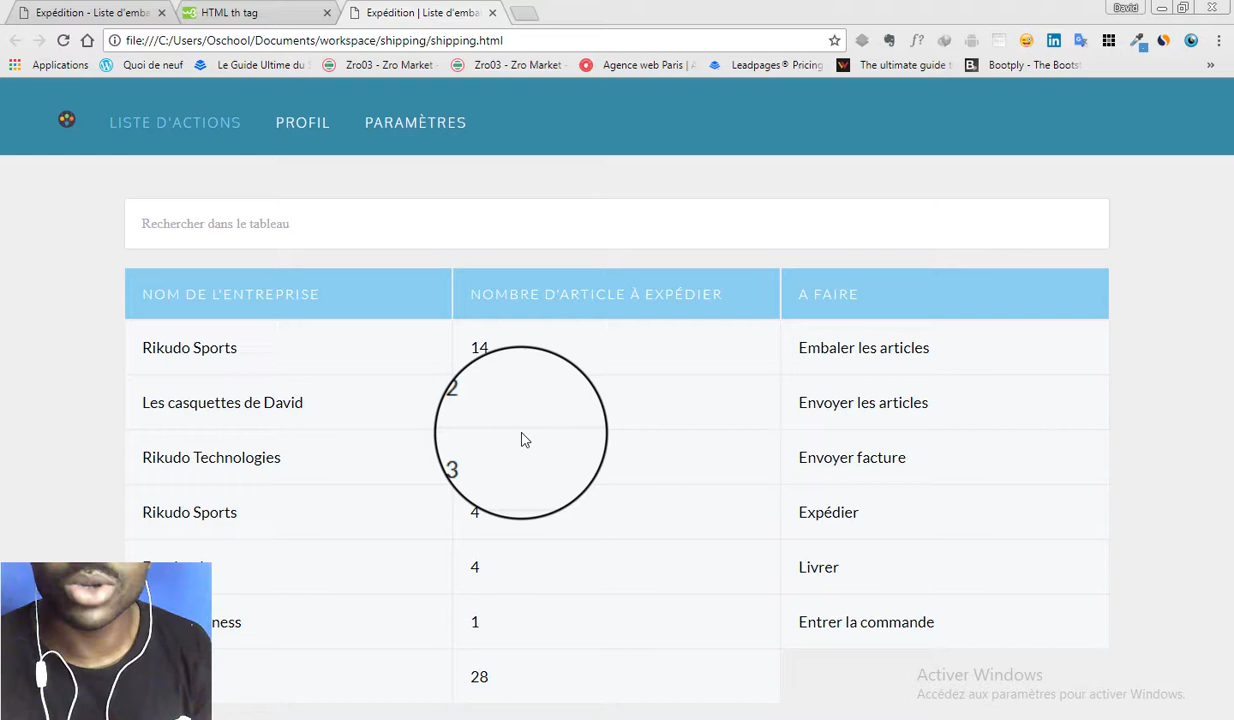 Expédition - Liste d'emba
HTML th tag
Expédition | Liste d'emba
David
file:///C:/Users/Oschool/Documents/workspace/shipping/shipping.html
Applications
Quoi de neuf
Le Guide Ultime du
Zro03 - Zro Market -
Zro03 - Zro Market -
Agence web Paris |
Leadpages® Pricing
The ultimate guide
Bootply - The Boots
LISTE D'ACTIONS PROFIL PARAMÈTRES
Rechercher dans le tableau
NOM DE L'ENTREPRISE NOMBRE D'ARTICLE À EXPÉDIER A FAIRE
Rikudo Sports 14 Embaler les articles
Les casquettes de David 2 Envoyer les articles
Rikudo Technologies 3 Envoyer facture
Rikudo Sports 4 Expédier
4 Livrer
ness 1 Entrer la commande
28
Activer Windows
Accédez aux paramètres pour activer Windows.